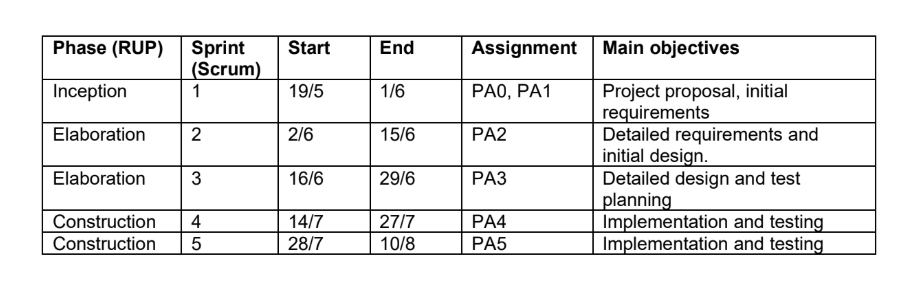 Phase (RUP) Sprint (Scrum) Start End Assignment Main objectives
Inception 1 19/5 1/6 PA0, PA1 Project proposal, initial requirements
Elaboration 2 2/6 15/6 PA2 Detailed requirements and initial design.
Elaboration 3 16/6 29/6 PA3 Detailed design and test planning
Construction 4 14/7 27/7 PA4 Implementation and testing
Construction 5 28/7 10/8 PA5 Implementation and testing